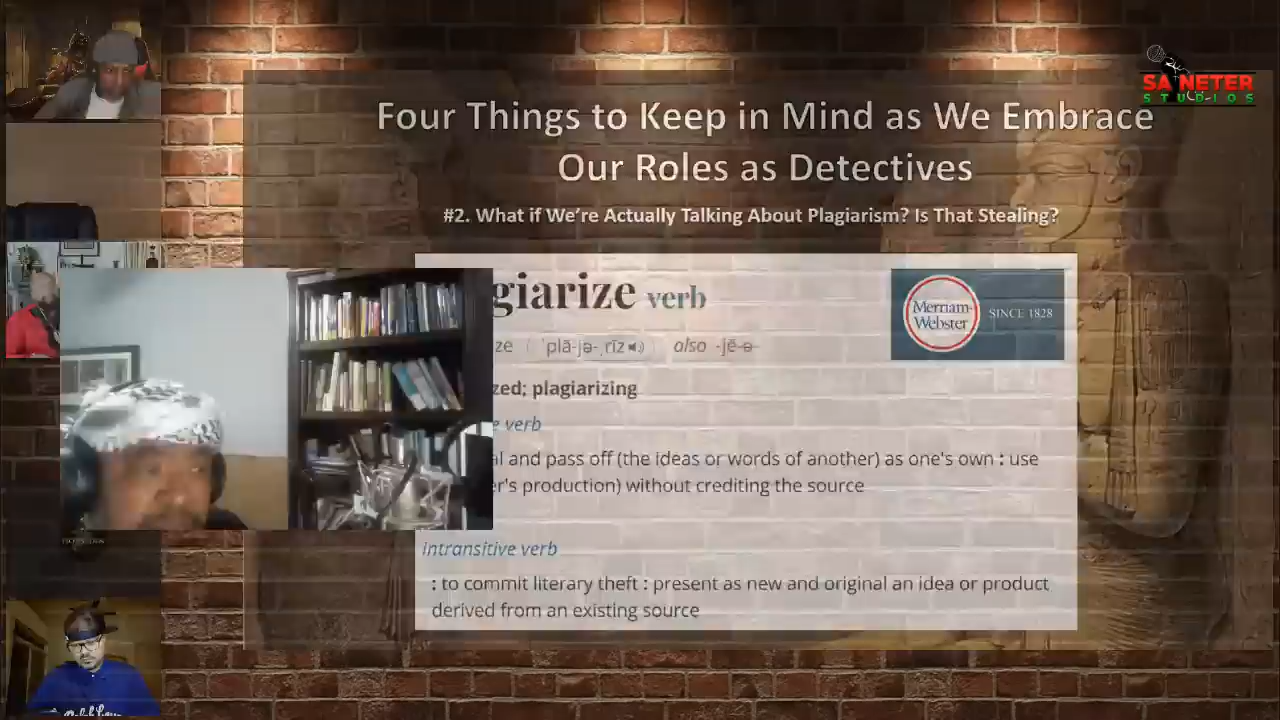 SA NETER
STUDIOS
Four Things to Keep in Mind as We Embrace
Our Roles as Detectives
#2. What if We're Actually Talking About Plagiarism? Is That Stealing?
giarize verb
Merriam-
Webster
SINCE 1828
ze ˈplā-jə-ˌrīz also -jē-ə-
zed; plagiarizing
e verb
al and pass off (the ideas or words of another) as one's own : use
er's production) without crediting the source
intransitive verb
: to commit literary theft : present as new and original an idea or product
derived from an existing source